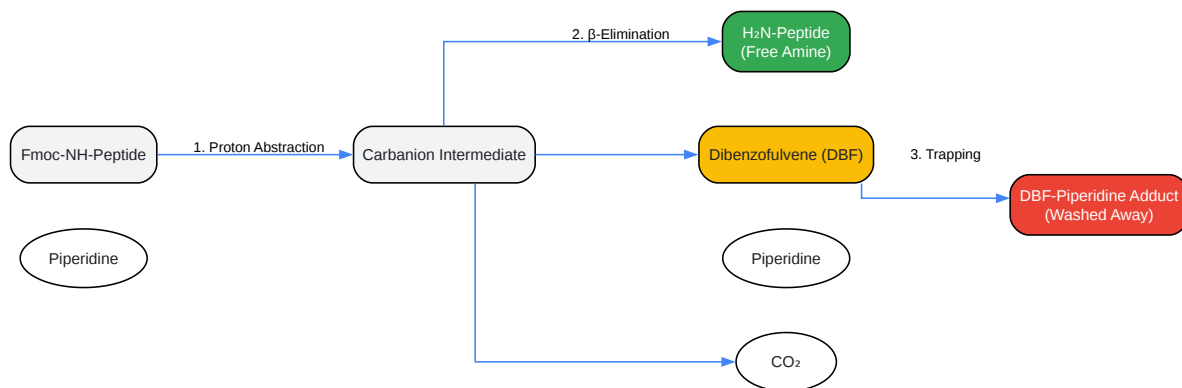 2. β-Elimination
H₂N-Peptide
(Free Amine)
Fmoc-NH-Peptide
1. Proton Abstraction
Carbanion Intermediate
Dibenzofulvene (DBF)
3. Trapping
DBF-Piperidine Adduct
(Washed Away)
Piperidine
Piperidine
CO₂